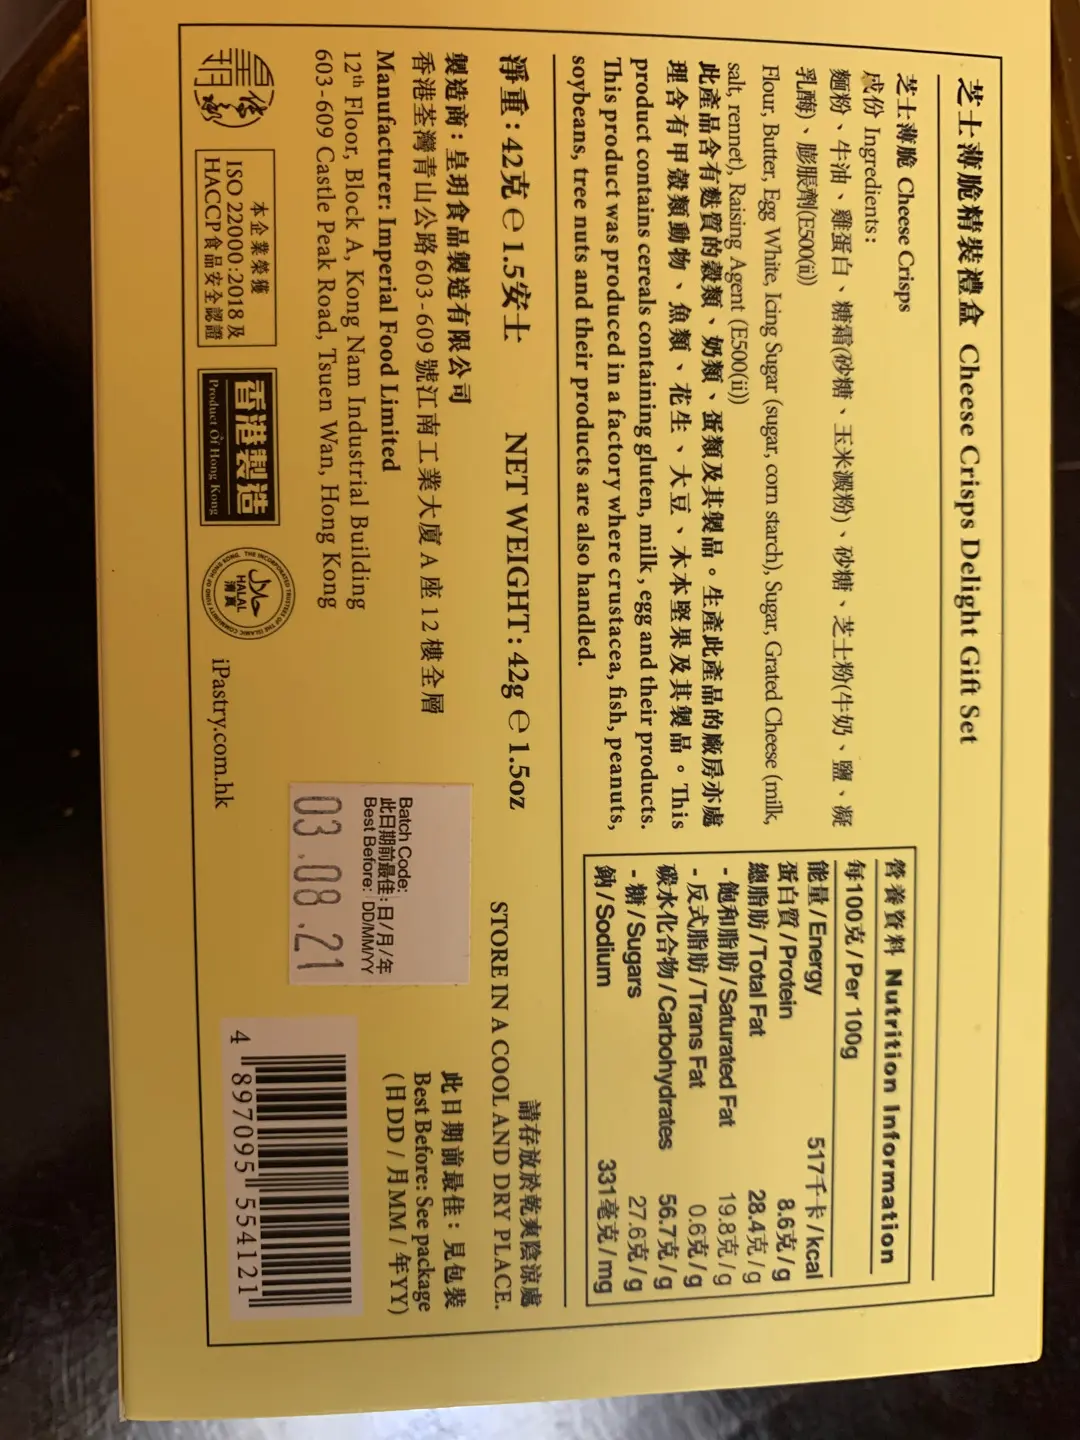 芝士薄脆精裝禮盒 Cheese Crisps Delight Gift Set
芝士薄脆 Cheese Crisps
成份 Ingredients :
麵粉、牛油、雞蛋白、糖霜(砂糖、玉米澱粉)、砂糖、芝士粉(牛奶、鹽、凝
乳酶)、膨脹劑(E500(ii))
Flour, Butter, Egg White, Icing Sugar (sugar, corn starch), Sugar, Grated Cheese (milk,
salt, rennet), Raising Agent (E500(ii))
此產品含有麩質的穀類、奶類、蛋類及其製品。生產此產品的廠房亦處
理含有甲殼類動物、魚類、花生、大豆、木本堅果及其製品。This
product contains cereals containing gluten, milk , egg and their products.
This product was produced in a factory where crustacea, fish, peanuts,
soybeans, tree nuts and their products are also handled.
營養資料 Nutrition Information
每100克 / Per 100g
能量 / Energy 517千卡 / kcal
蛋白質 / Protein 8.6克 / g
總脂肪 / Total Fat 28.4克 / g
- 飽和脂肪 / Saturated Fat 19.8克 / g
- 反式脂肪 / Trans Fat 0.6克 / g
碳水化合物 / Carbohydrates 56.7克 / g
- 糖 / Sugars 27.6克 / g
鈉 / Sodium 331毫克 / mg
淨重 : 42克 ℮ 1.5安士 NET WEIGHT : 42g ℮ 1.5oz
製造商 : 皇玥食品製造有限公司
香港荃灣青山公路603-609號江南工業大廈A座12樓全層
Manufacturer: Imperial Food Limited
12th Floor, Block A, Kong Nam Industrial Building
603-609 Castle Peak Road, Tsuen Wan, Hong Kong
請存放於乾爽陰涼處
STORE IN A COOL AND DRY PLACE.
此日期前最佳 : 見包裝
Best Before: See package
(日DD / 月MM / 年YY)
Batch Code:
此日期前最佳:日/月/年
Best Before: DD/MM/YY
03.08.21
本企業榮獲
ISO 22000:2018 及
HACCP食品安全認證
香港製造
Product Of Hong Kong
THE INCORPORATED TRUSTEES OF THE ISLAMIC COMMUNITY FUND OF HONG KONG
حلال
HALAL
清真
iPastry.com.hk
4 897095 554121